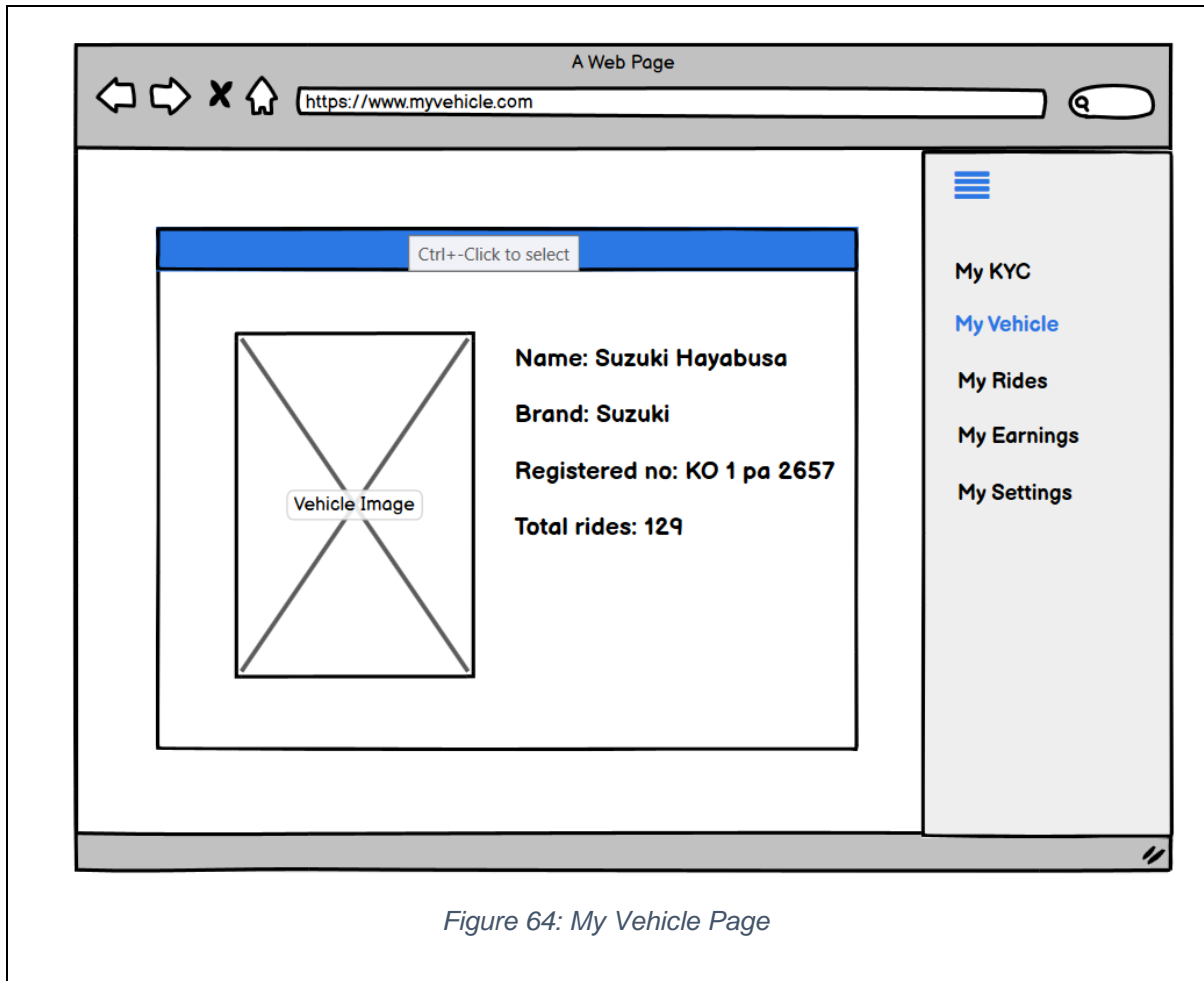 A Web Page
https://www.myvehicle.com
Ctrl+-Click to select
Name: Suzuki Hayabusa
Brand: Suzuki
Registered no: KO 1 pa 2657
Total rides: 129
Vehicle Image
My KYC
My Vehicle
My Rides
My Earnings
My Settings
Figure 64: My Vehicle Page